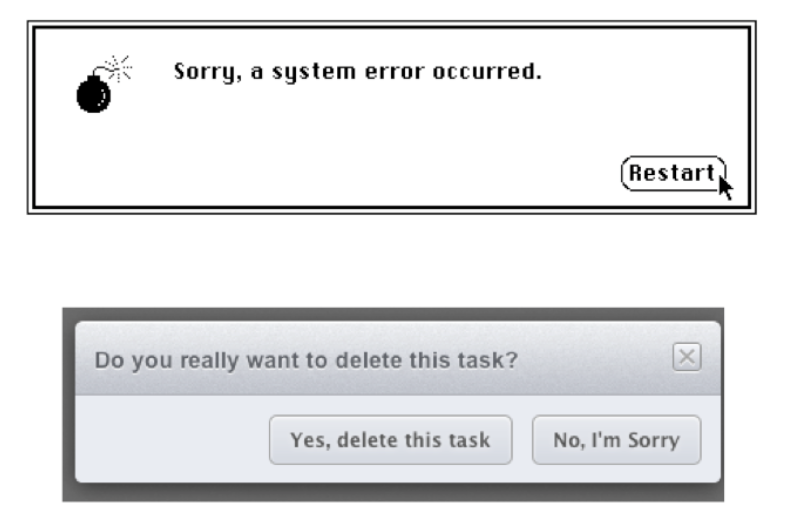 Sorry, a system error occurred.
Restart
Do you really want to delete this task?
Yes, delete this task
No, I'm Sorry